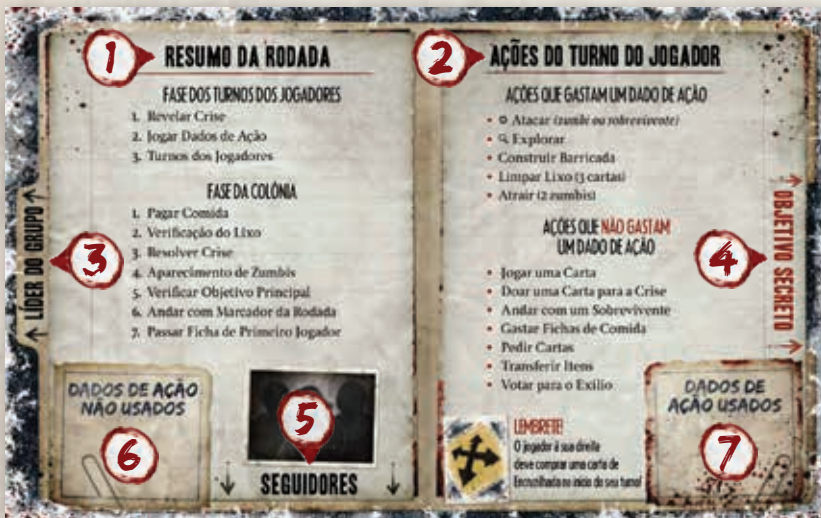 1
RESUMO DA RODADA
FASE DOS TURNOS DOS JOGADORES
1. Revelar Crise
2. Jogar Dados de Ação
3. Turnos dos Jogadores
FASE DA COLÔNIA
1. Pagar Comida
2. Verificação do Lixo
3. Resolver Crise
4. Aparecimento de Zumbis
5. Verificar Objetivo Principal
6. Andar com Marcador da Rodada
7. Passar Ficha de Primeiro Jogador
LÍDER DO GRUPO
3
DADOS DE AÇÃO
NÃO USADOS
6
5
SEGUIDORES
2
AÇÕES DO TURNO DO JOGADOR
AÇÕES QUE GASTAM UM DADO DE AÇÃO
• Atacar (zumbi ou sobrevivente)
• Explorar
• Construir Barricada
• Limpar Lixo (3 cartas)
• Atrair (2 zumbis)
AÇÕES QUE NÃO GASTAM
UM DADO DE AÇÃO
• Jogar uma Carta
• Doar uma Carta para a Crise
• Andar com um Sobrevivente
• Gastar Fichas de Comida
• Pedir Cartas
• Transferir Itens
• Votar para o Exílio
4
OBJETIVO SECRETO
LEMBRETE!
O jogador à sua direita
deve comprar uma carta de
Encruzilhada no início do seu turno!
DADOS DE
AÇÃO USADOS
7